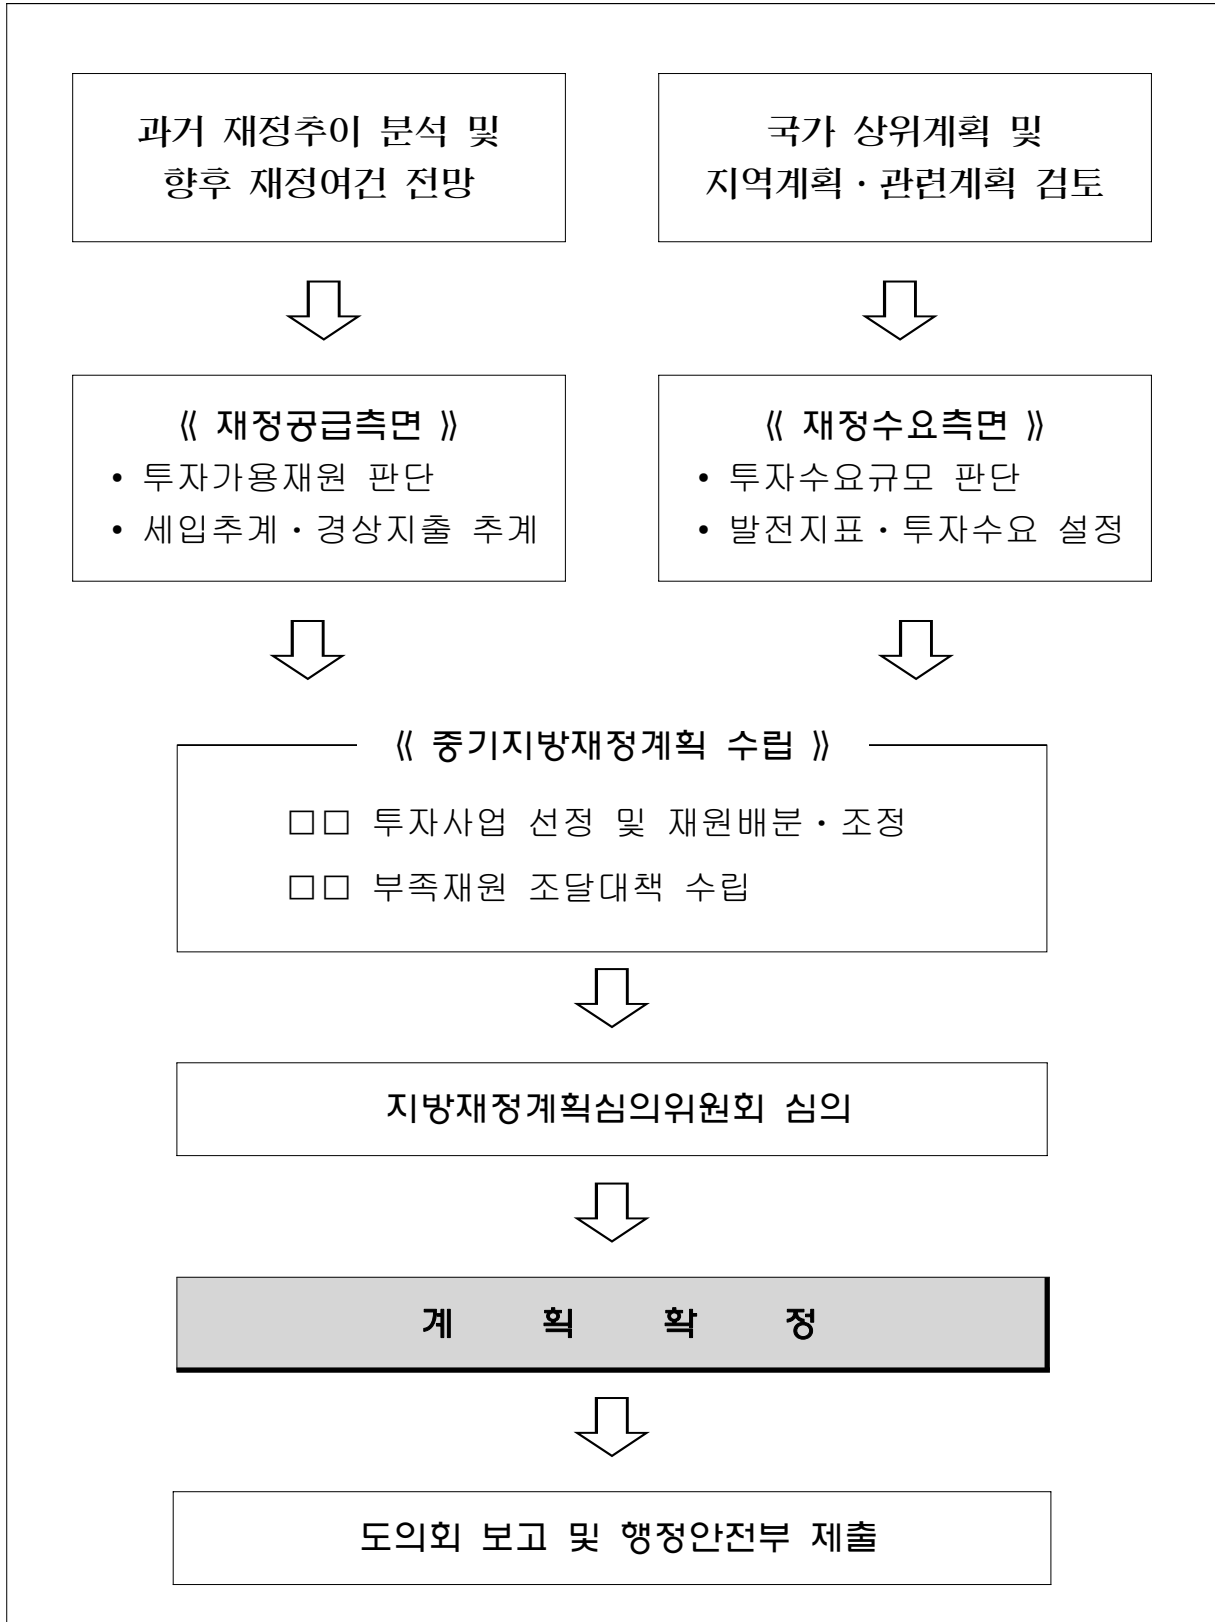 과거 재정추이 분석 및
향후 재정여건 전망
국가 상위계획 및
지역계획・관련계획 검토
《 재정공급측면 》
• 투자가용재원 판단
• 세입추계・경상지출 추계
《 재정수요측면 》
• 투자수요규모 판단
• 발전지표・투자수요 설정
《 중기지방재정계획 수립 》
□□ 투자사업 선정 및 재원배분・조정
□□ 부족재원 조달대책 수립
지방재정계획심의위원회 심의
계 획 확 정
도의회 보고 및 행정안전부 제출